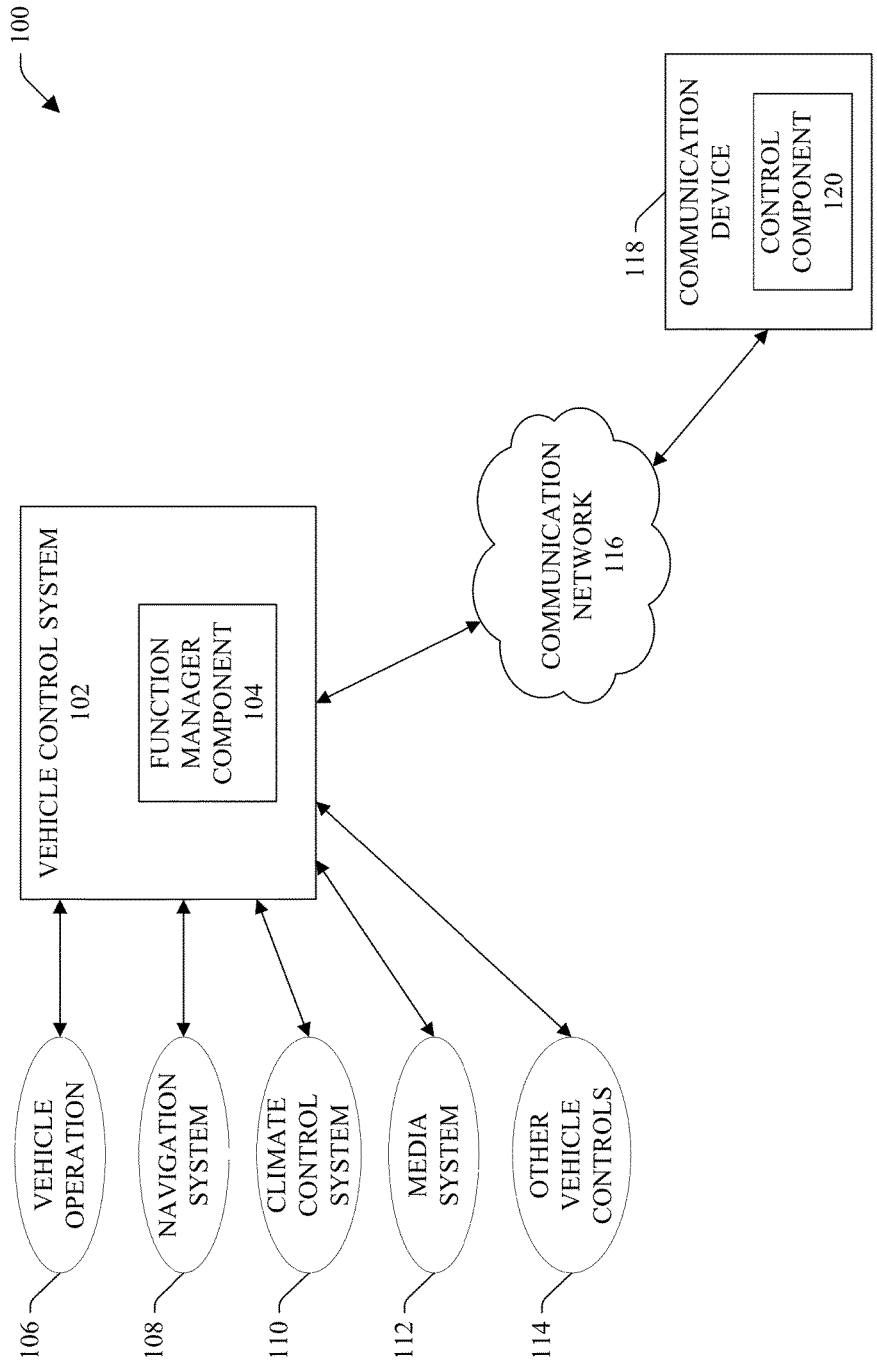 100
VEHICLE CONTROL SYSTEM
102
FUNCTION
MANAGER
COMPONENT
104
106
VEHICLE
OPERATION
108
NAVIGATION
SYSTEM
110
CLIMATE
CONTROL
SYSTEM
112
MEDIA
SYSTEM
114
OTHER
VEHICLE
CONTROLS
COMMUNICATION
NETWORK
116
118
COMMUNICATION
DEVICE
CONTROL
COMPONENT
120